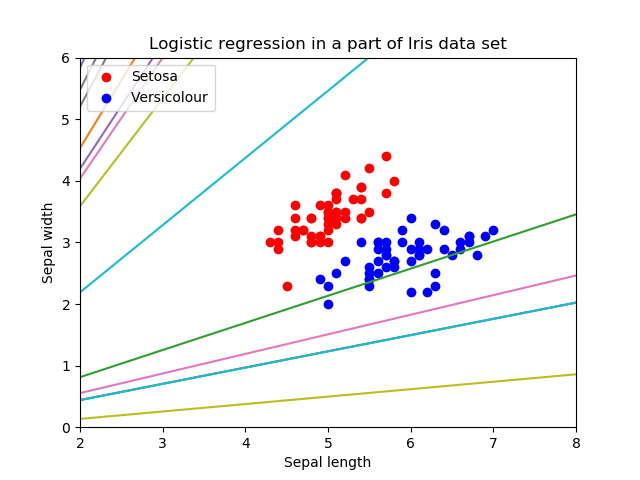 Logistic regression in a part of Iris data set
Setosa
Versicolour
6
5
4
3
2
1
0
Sepal width
2 3 4 5 6 7 8
Sepal length